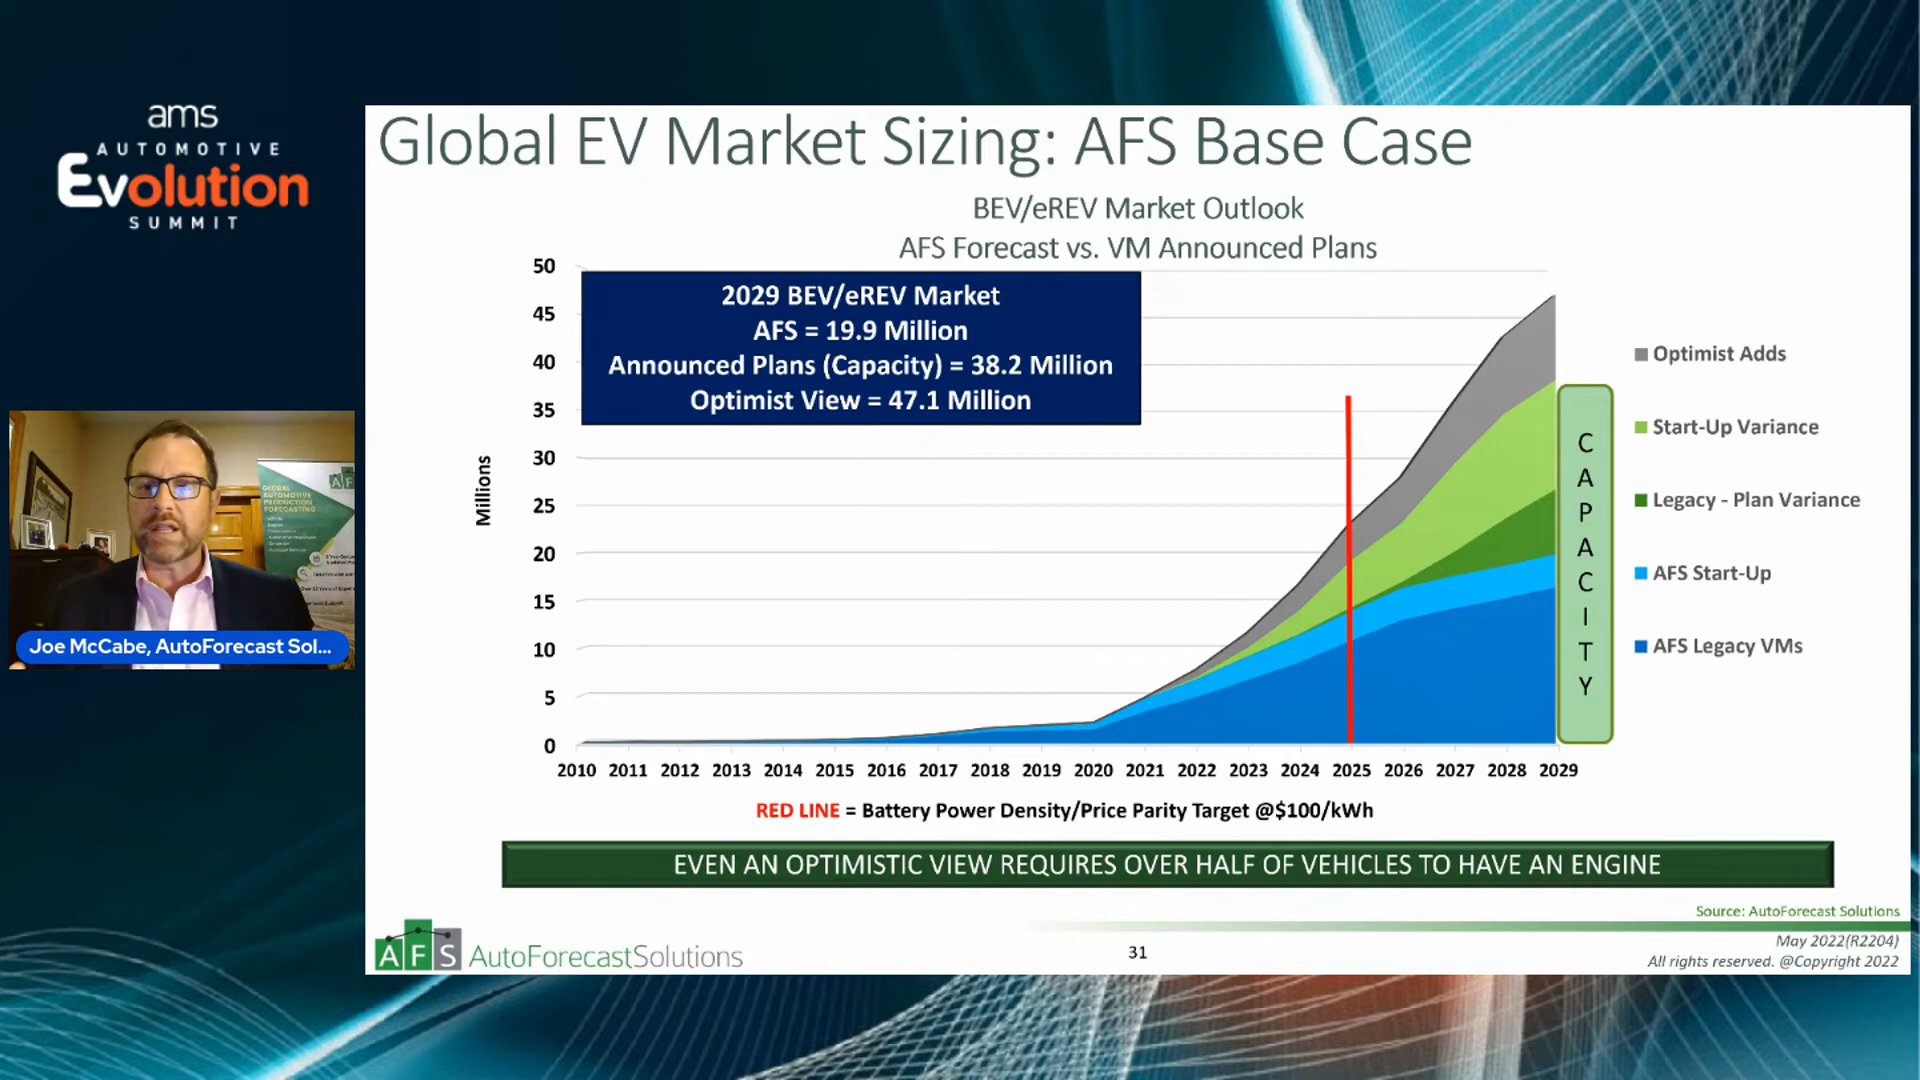 ams
AUTOMOTIVE
Evolution
SUMMIT
Global EV Market Sizing: AFS Base Case
BEV/eREV Market Outlook
AFS Forecast vs. VM Announced Plans
2029 BEV/eREV Market
AFS = 19.9 Million
Announced Plans (Capacity) = 38.2 Million
Optimist View = 47.1 Million
Millions
50
45
40
35
30
25
20
15
10
5
0
2010 2011 2012 2013 2014 2015 2016 2017 2018 2019 2020 2021 2022 2023 2024 2025 2026 2027 2028 2029
CAPACITY
Optimist Adds
Start-Up Variance
Legacy - Plan Variance
AFS Start-Up
AFS Legacy VMs
RED LINE = Battery Power Density/Price Parity Target @$100/kWh
EVEN AN OPTIMISTIC VIEW REQUIRES OVER HALF OF VEHICLES TO HAVE AN ENGINE
Source: AutoForecast Solutions
May 2022(R2204)
All rights reserved. @Copyright 2022
AFS AutoForecastSolutions
31
GLOBAL
AUTOMOTIVE
PRODUCTION
FORECASTING
Joe McCabe, AutoForecast Sol...